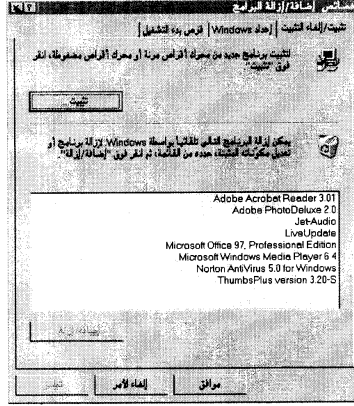 خصائص إضافة/إزالة البرامج
تثبيت/إلغاء التثبيت إعداد Windows قرص بدء التشغيل
لتثبيت برنامج جديد من محرك أقراص مرنة أو محرك أقراص مضغوطة، انقر
فوق "تثبيت".
تثبيت...
يمكن إزالة البرنامج التالي تلقائياً بواسطة Windows. لإزالة برنامج أو
تعديل مكوناته المثبتة، حدده من القائمة، ثم انقر فوق "إضافة/إزالة".
Adobe Acrobat Reader 3.01
Adobe PhotoDeluxe 2.0
Jet-Audio
LiveUpdate
Microsoft Office 97, Professional Edition
Microsoft Windows Media Player 6.4
Norton AntiVirus 5.0 for Windows
ThumbsPlus version 3.20-S
موافق
إلغاء الأمر